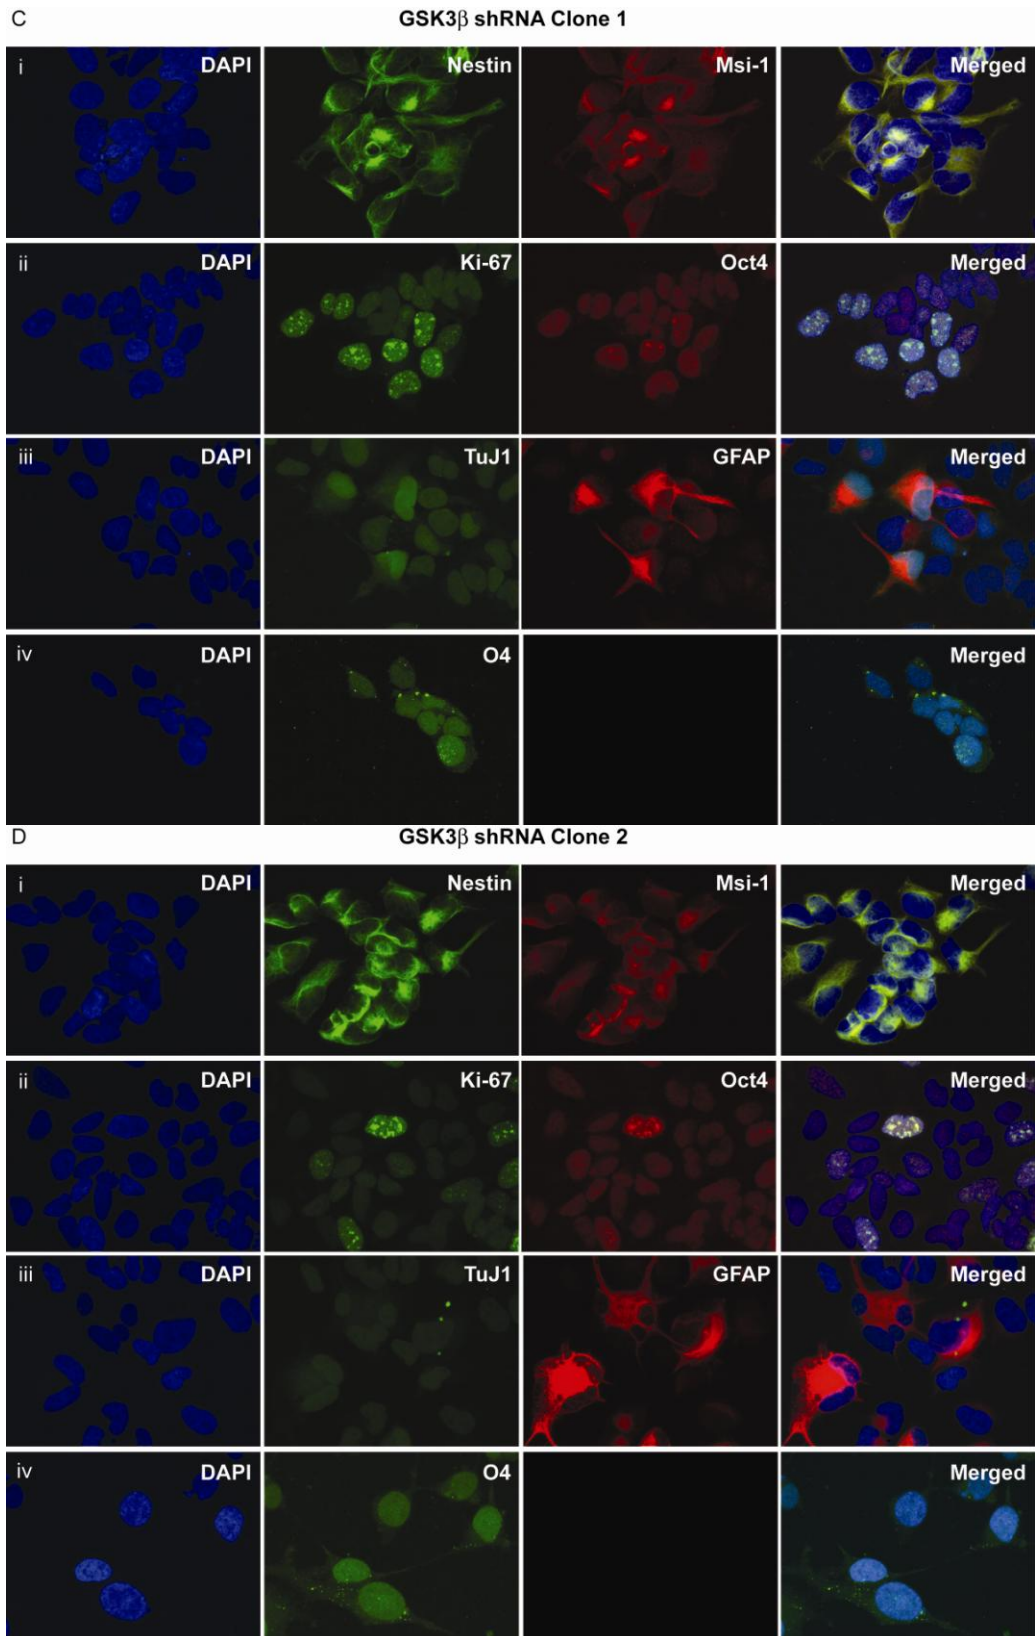 C
GSK3β shRNA Clone 1
i DAPI Nestin Msi-1 Merged
ii DAPI Ki-67 Oct4 Merged
iii DAPI TuJ1 GFAP Merged
iv DAPI O4 Merged
D
GSK3β shRNA Clone 2
i DAPI Nestin Msi-1 Merged
ii DAPI Ki-67 Oct4 Merged
iii DAPI TuJ1 GFAP Merged
iv DAPI O4 Merged